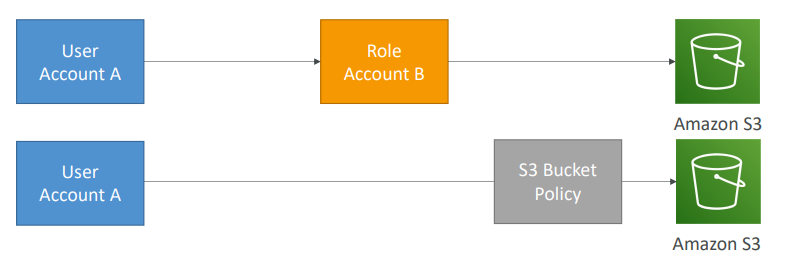 User
Account A
Role
Account B
Amazon S3
User
Account A
S3 Bucket
Policy
Amazon S3